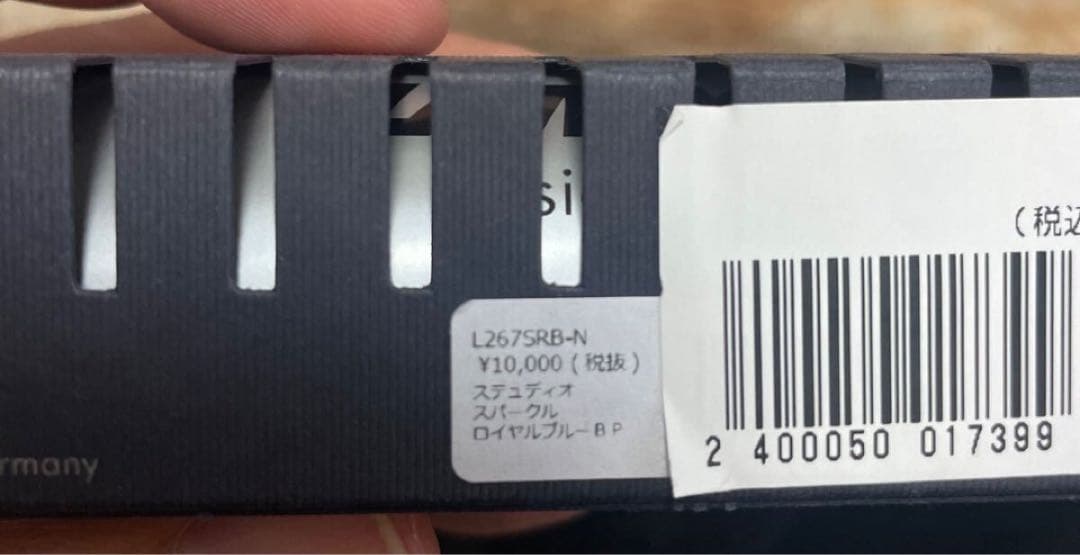 si
(税込
L267SRB-N
¥10,000(税抜)
ステュディオ
スパークル
ロイヤルブルーBP
2 400050 017399
rmany